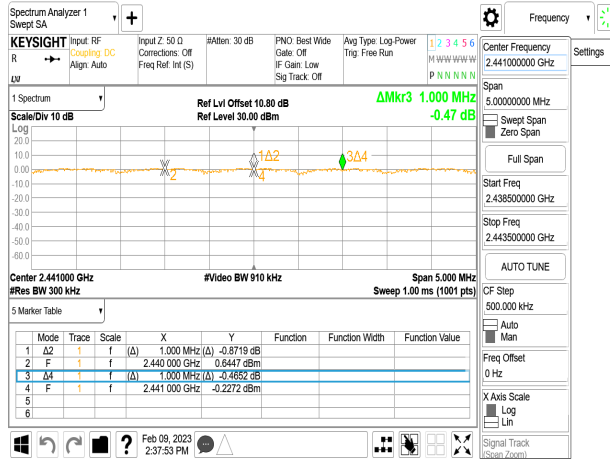 Spectrum Analyzer 1
Swept SA
Frequency
KEYSIGHT
R
Input: RF
Coupling: DC
Align: Auto
Input Z: 50 Ω
Corrections: Off
Freq Ref: Int (S)
#Atten: 30 dB
PNO: Best Wide
Gate: Off
IF Gain: Low
Sig Track: Off
Avg Type: Log-Power
Trig: Free Run
1 2 3 4 5 6
M W W W W W
P N N N N N
1 Spectrum
Scale/Div 10 dB
Ref Lvl Offset 10.80 dB
Ref Level 30.00 dBm
ΔMkr3 1.000 MHz
-0.47 dB
Log
20.0
10.0
0.00
-10.0
-20.0
-30.0
-40.0
-50.0
-60.0
2
1Δ2
4
3Δ4
Center 2.441000 GHz
#Res BW 300 kHz
#Video BW 910 kHz
Span 5.000 MHz
Sweep 1.00 ms (1001 pts)
5 Marker Table
Mode Trace Scale X Y Function Function Width Function Value
1 Δ2 1 f (Δ) 1.000 MHz (Δ) -0.8719 dB
2 F 1 f 2.440 000 GHz 0.6447 dBm
3 Δ4 1 f (Δ) 1.000 MHz (Δ) -0.4652 dB
4 F 1 f 2.441 000 GHz -0.2272 dBm
5
6
Feb 09, 2023
2:37:53 PM
Center Frequency
2.441000000 GHz
Settings
Span
5.00000000 MHz
Swept Span
Zero Span
Full Span
Start Freq
2.438500000 GHz
Stop Freq
2.443500000 GHz
AUTO TUNE
CF Step
500.000 kHz
Auto
Man
Freq Offset
0 Hz
X Axis Scale
Log
Lin
Signal Track
(Span Zoom)